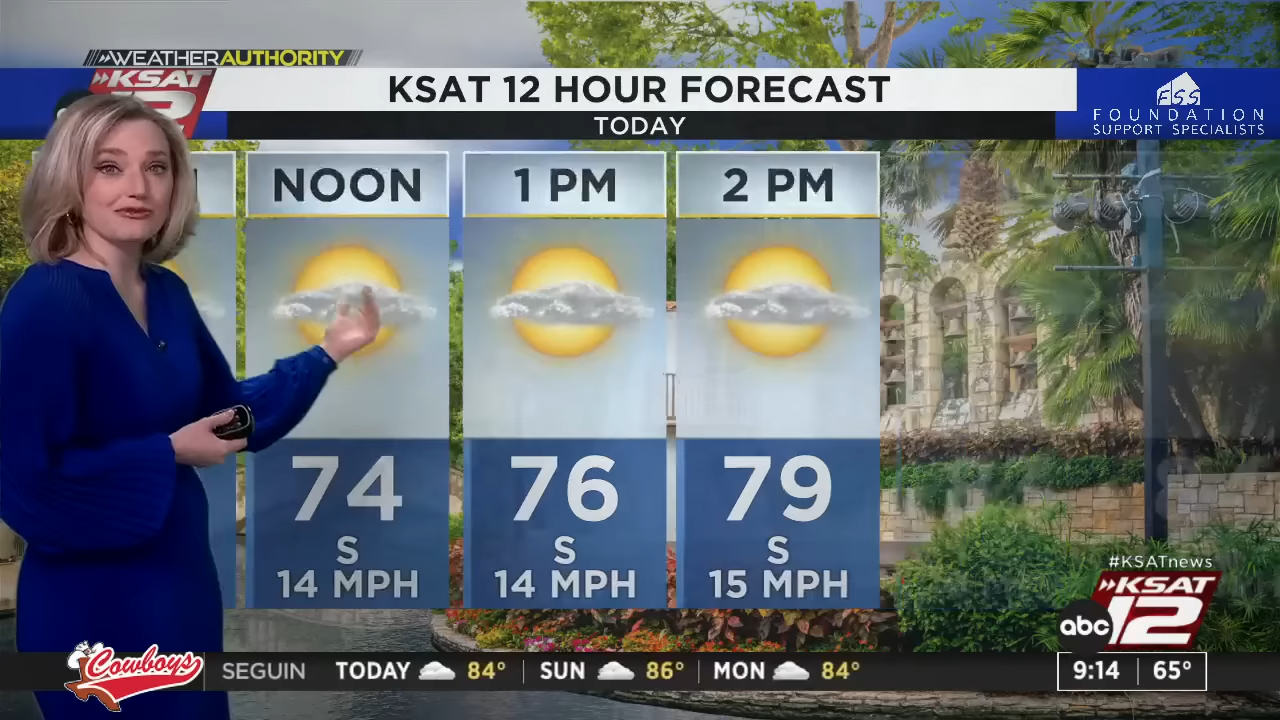 WEATHERAUTHORITY
KSAT
12
KSAT 12 HOUR FORECAST
TODAY
FSS
FOUNDATION
SUPPORT SPECIALISTS
NOON
1 PM
2 PM
74
S
14 MPH
76
S
14 MPH
79
S
15 MPH
#KSATnews
KSAT
abc 12
Cowboys
SEGUIN TODAY 84° SUN 86° MON 84°
9:14 65°